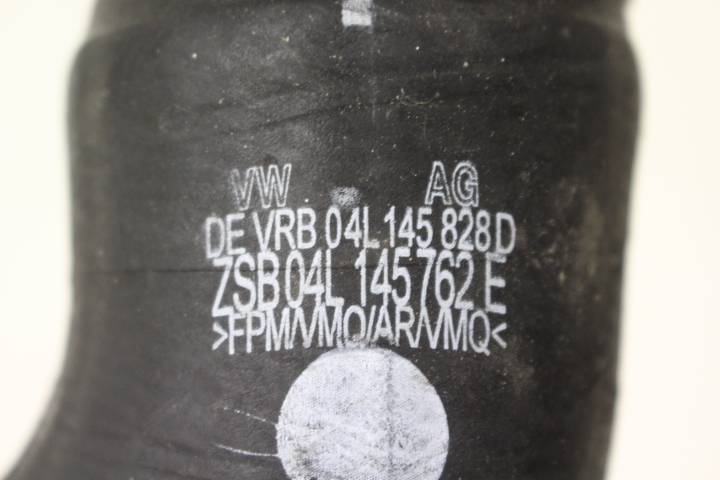 VW AG
DE VRB 04L 145 828 D
ZSB 04L 145 762 E
>FPM/VMQ/AR/VMQ<